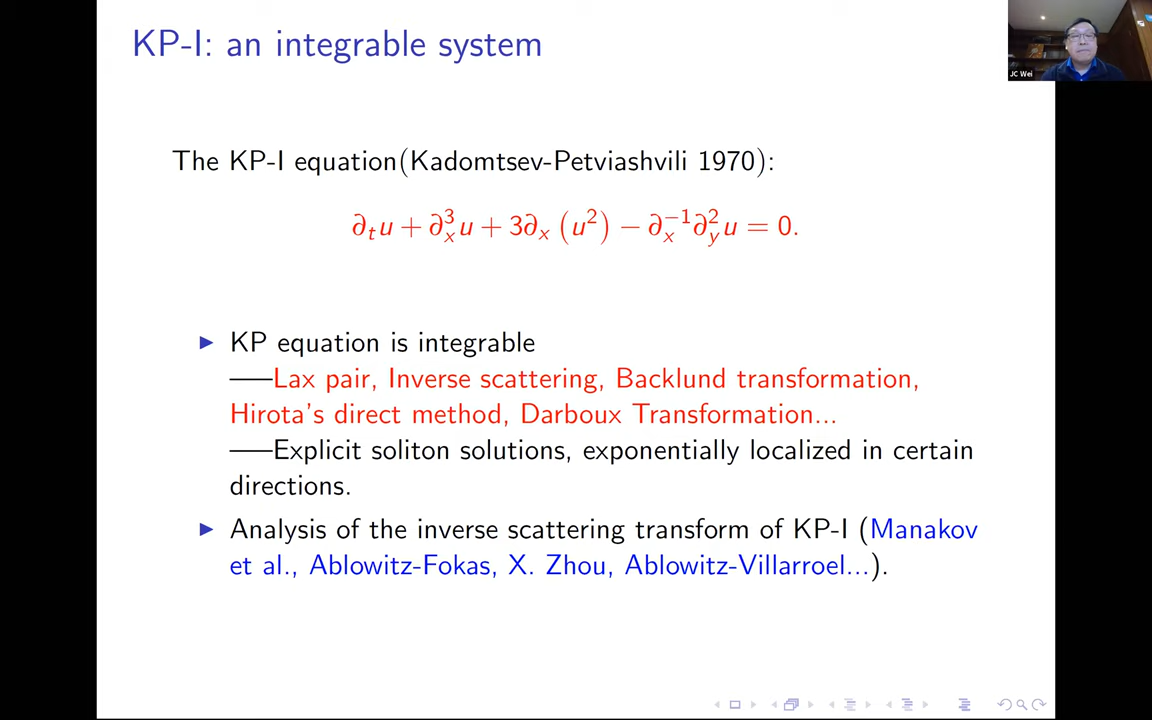 KP-I: an integrable system
JC Wei
The KP-I equation(Kadomtsev-Petviashvili 1970):
∂ₜu + ∂ₓ³u + 3∂ₓ (u²) − ∂ₓ⁻¹∂ᵧ²u = 0.
▶ KP equation is integrable
——Lax pair, Inverse scattering, Backlund transformation,
Hirota's direct method, Darboux Transformation...
——Explicit soliton solutions, exponentially localized in certain
directions.
▶ Analysis of the inverse scattering transform of KP-I (Manakov
et al., Ablowitz-Fokas, X. Zhou, Ablowitz-Villarroel...).